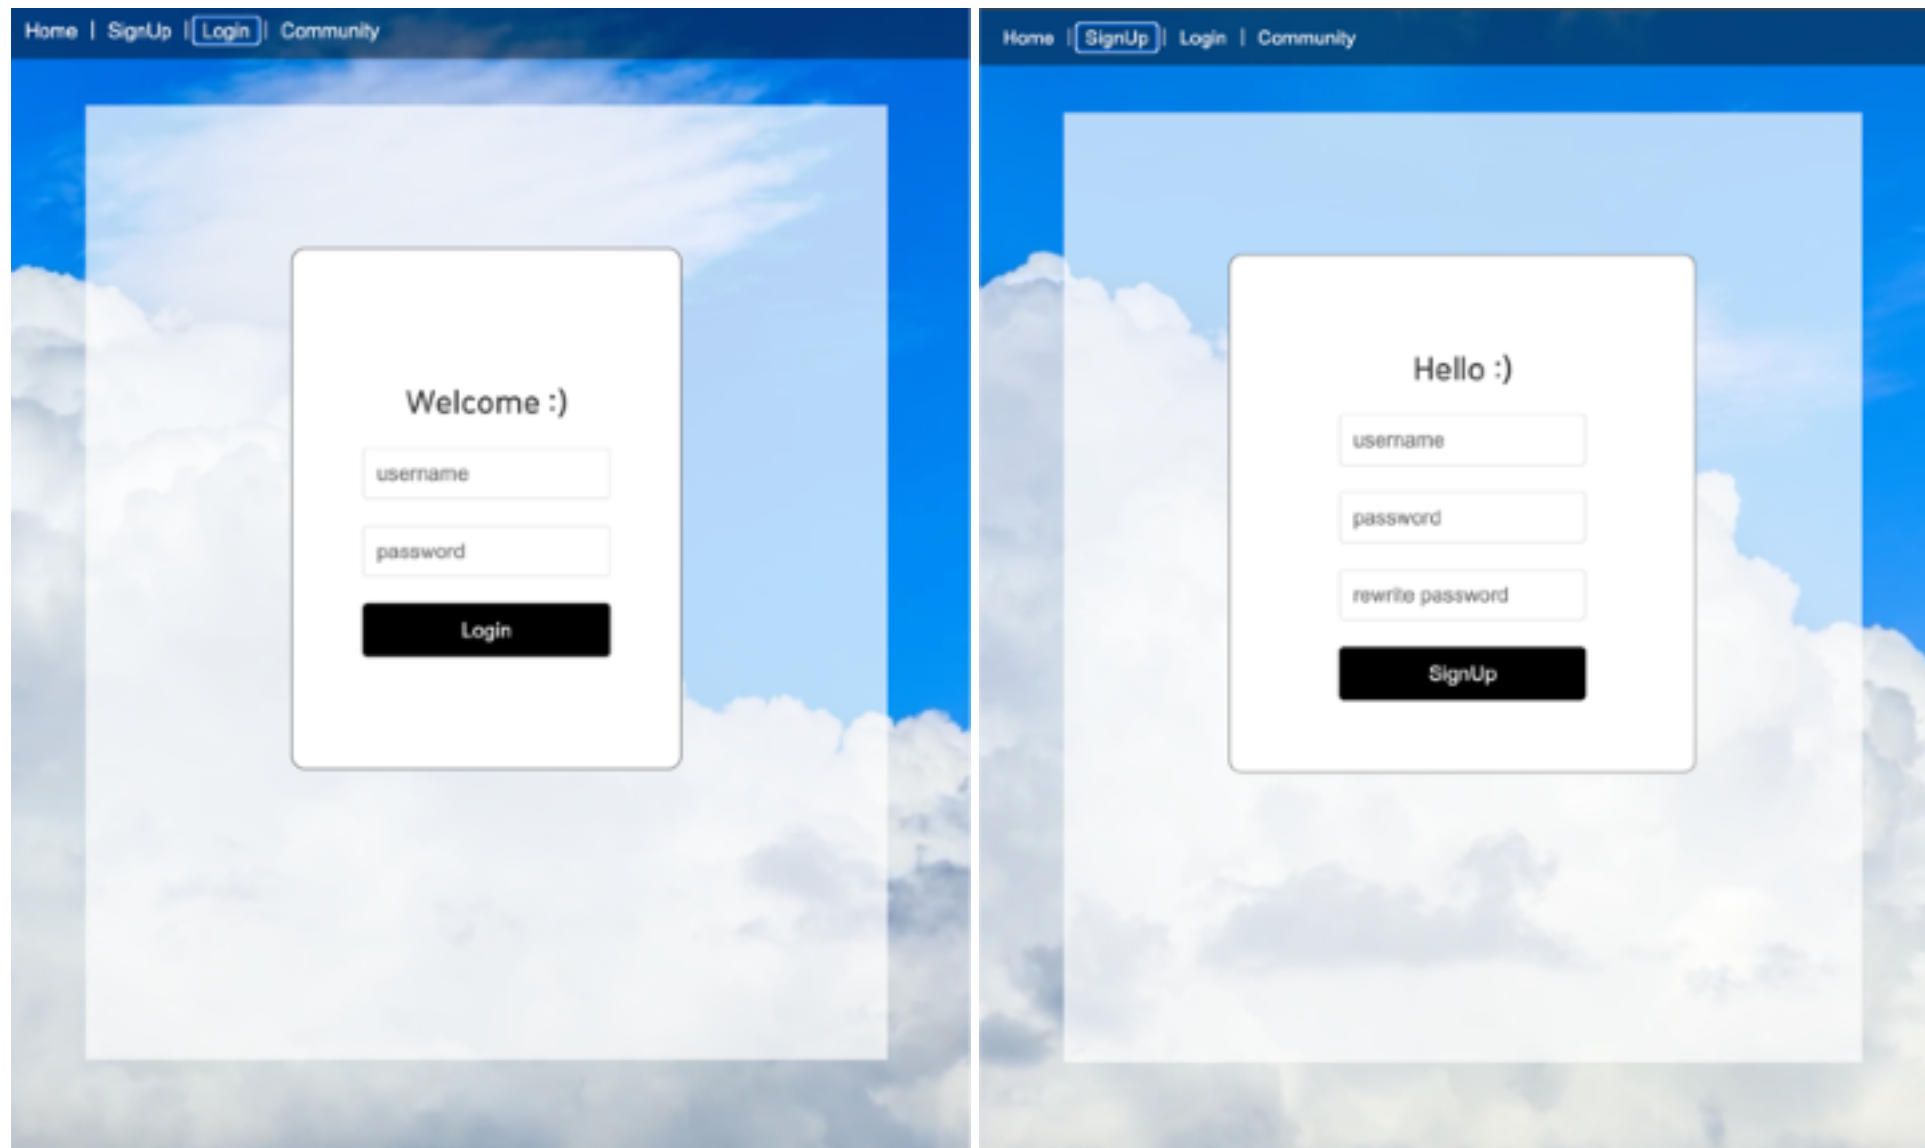 Home | SignUp | Login | Community
Welcome :)
username
password
Login
Home | SignUp | Login | Community
Hello :)
username
password
rewrite password
SignUp